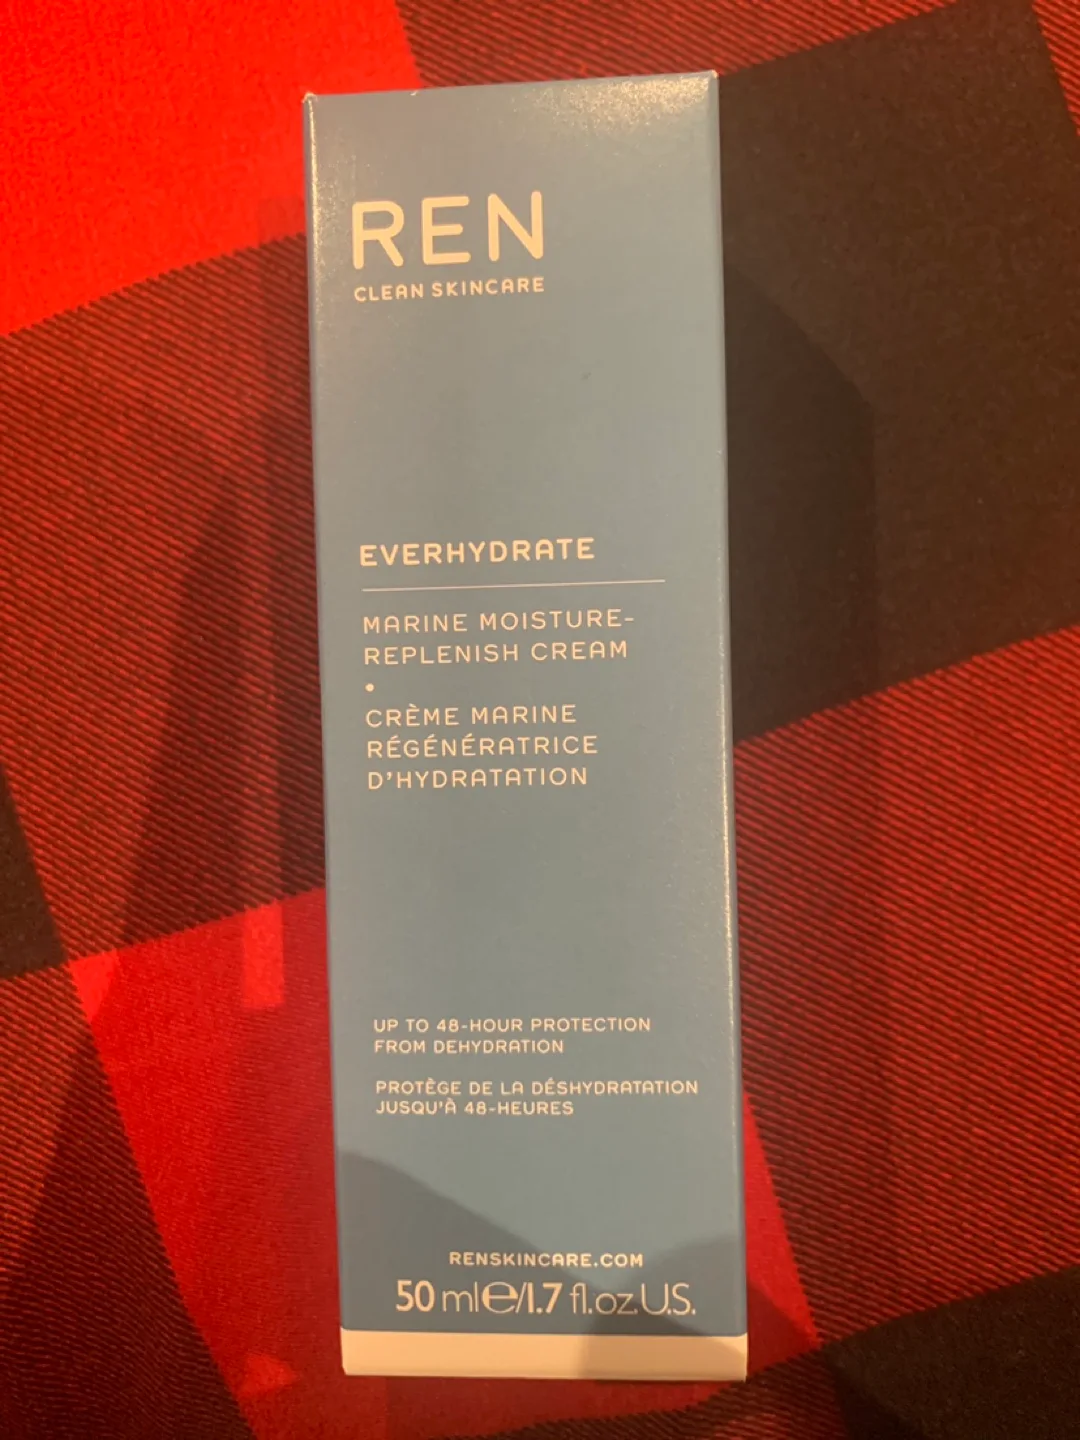 REN
CLEAN SKINCARE
EVERHYDRATE
MARINE MOISTURE-
REPLENISH CREAM
•
CRÈME MARINE
RÉGÉNÉRATRICE
D'HYDRATATION
UP TO 48-HOUR PROTECTION
FROM DEHYDRATION
PROTÈGE DE LA DÉSHYDRATATION
JUSQU'À 48-HEURES
RENSKINCARE.COM
50 ml℮/1.7 fl.oz.U.S.